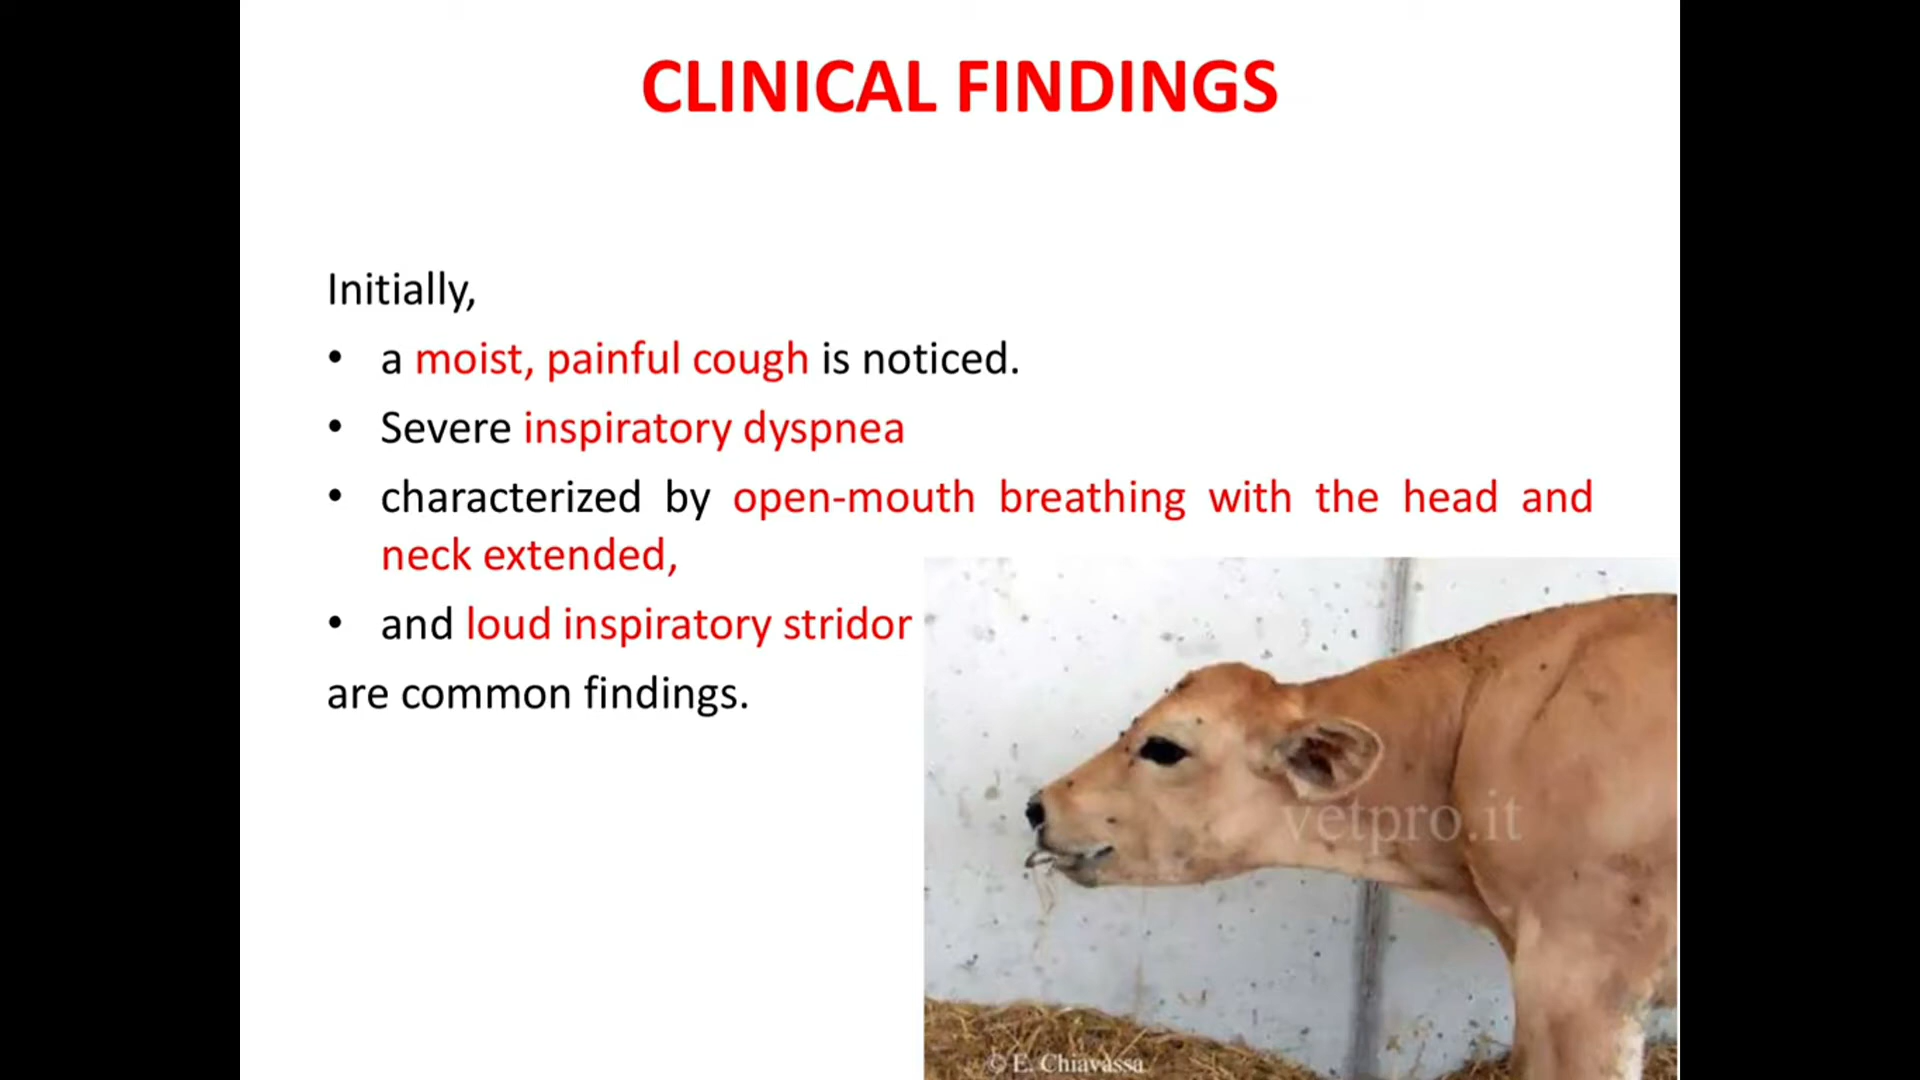 CLINICAL FINDINGS
Initially,
• a moist, painful cough is noticed.
• Severe inspiratory dyspnea
• characterized by open-mouth breathing with the head and
neck extended,
• and loud inspiratory stridor
are common findings.
vetpro.it
© E. Chiavassa